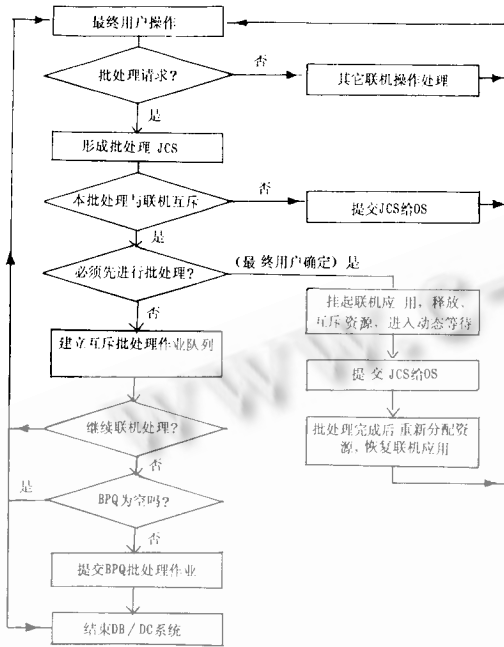 最终用户操作
批处理请求?
否
其它联机操作处理
是
形成批处理 JCS
本批处理与联机互斥
否
提交JCS给OS
是
必须先进行批处理?
(最终用户确定) 是
挂起联机应用, 释放、
互斥资源, 进入动态等待
否
建立互斥批处理作业队列
提交JCS给OS
继续联机处理?
批处理完成后重新分配资
源, 恢复联机应用
否
是
BPQ为空吗?
否
提交BPQ批处理作业
结束DB/DC系统